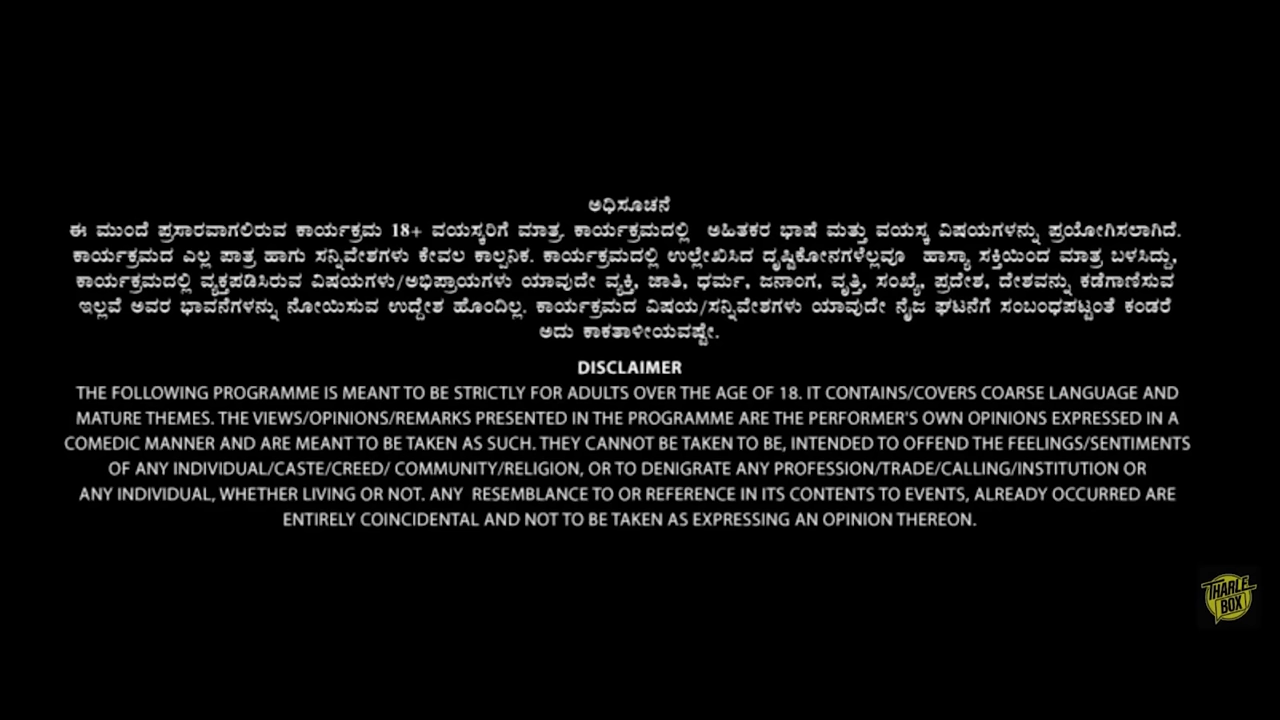 ಅಧಿಸೂಚನೆ
ಈ ಮುಂದೆ ಪ್ರಸಾರವಾಗಲಿರುವ ಕಾರ್ಯಕ್ರಮ 18+ ವಯಸ್ಕರಿಗೆ ಮಾತ್ರ. ಕಾರ್ಯಕ್ರಮದಲ್ಲಿ ಅಹಿತಕರ ಭಾಷೆ ಮತ್ತು ವಯಸ್ಕ ವಿಷಯಗಳನ್ನು ಪ್ರಯೋಗಿಸಲಾಗಿದೆ.
ಕಾರ್ಯಕ್ರಮದ ಎಲ್ಲ ಪಾತ್ರ ಹಾಗು ಸನ್ನಿವೇಶಗಳು ಕೇವಲ ಕಾಲ್ಪನಿಕ. ಕಾರ್ಯಕ್ರಮದಲ್ಲಿ ಉಲ್ಲೇಖಿಸಿದ ದೃಷ್ಟಿಕೋನಗಳೆಲ್ಲವೂ ಹಾಸ್ಯಾ ಸಕ್ತಿಯಿಂದ ಮಾತ್ರ ಬಳಸಿದ್ದು,
ಕಾರ್ಯಕ್ರಮದಲ್ಲಿ ವ್ಯಕ್ತಪಡಿಸಿರುವ ವಿಷಯಗಳು/ಅಭಿಪ್ರಾಯಗಳು ಯಾವುದೇ ವ್ಯಕ್ತಿ, ಜಾತಿ, ಧರ್ಮ, ಜನಾಂಗ, ವೃತ್ತಿ, ಸಂಖ್ಯೆ, ಪ್ರದೇಶ, ದೇಶವನ್ನು ಕಡೆಗಾಣಿಸುವ
ಇಲ್ಲವೆ ಅವರ ಭಾವನೆಗಳನ್ನು ನೋಯಿಸುವ ಉದ್ದೇಶ ಹೊಂದಿಲ್ಲ. ಕಾರ್ಯಕ್ರಮದ ವಿಷಯ/ಸನ್ನಿವೇಶಗಳು ಯಾವುದೇ ನೈಜ ಘಟನೆಗೆ ಸಂಬಂಧಪಟ್ಟಂತೆ ಕಂಡರೆ
ಅದು ಕಾಕತಾಳೀಯವಷ್ಟೇ.
DISCLAIMER
THE FOLLOWING PROGRAMME IS MEANT TO BE STRICTLY FOR ADULTS OVER THE AGE OF 18. IT CONTAINS/COVERS COARSE LANGUAGE AND
MATURE THEMES. THE VIEWS/OPINIONS/REMARKS PRESENTED IN THE PROGRAMME ARE THE PERFORMER'S OWN OPINIONS EXPRESSED IN A
COMEDIC MANNER AND ARE MEANT TO BE TAKEN AS SUCH. THEY CANNOT BE TAKEN TO BE, INTENDED TO OFFEND THE FEELINGS/SENTIMENTS
OF ANY INDIVIDUAL/CASTE/CREED/ COMMUNITY/RELIGION, OR TO DENIGRATE ANY PROFESSION/TRADE/CALLING/INSTITUTION OR
ANY INDIVIDUAL, WHETHER LIVING OR NOT. ANY RESEMBLANCE TO OR REFERENCE IN ITS CONTENTS TO EVENTS, ALREADY OCCURRED ARE
ENTIRELY COINCIDENTAL AND NOT TO BE TAKEN AS EXPRESSING AN OPINION THEREON.
THARLE
BOX